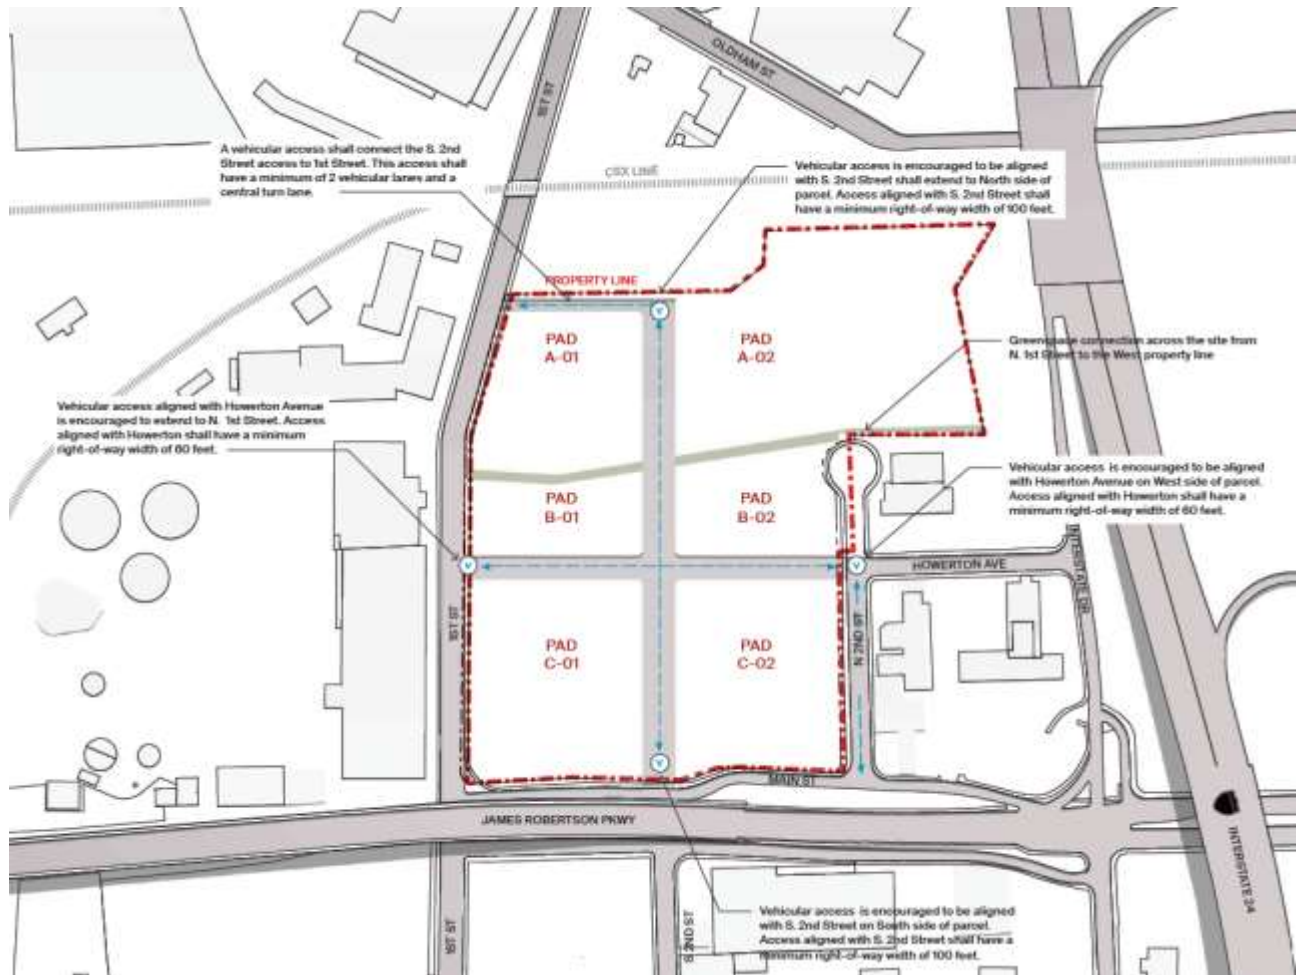 OLDHAM ST
1ST ST
A vehicular access shall connect the S. 2nd
Street access to 1st Street. This access shall
have a minimum of 2 vehicular lanes and a
central turn lane.
CSX LINE
Vehicular access is encouraged to be aligned
with S. 2nd Street shall extend to North side of
parcel. Access aligned with S. 2nd Street shall
have a minimum right-of-way width of 100 feet.
PROPERTY LINE
V
PAD
A-01
PAD
A-02
Greenspace connection across the site from
N. 1st Street to the West property line
Vehicular access aligned with Howerton Avenue
is encouraged to extend to N. 1st Street. Access
aligned with Howerton shall have a minimum
right-of-way width of 60 feet.
Vehicular access is encouraged to be aligned
with Howerton Avenue on West side of parcel.
Access aligned with Howerton shall have a
minimum right-of-way width of 60 feet.
PAD
B-01
PAD
B-02
V
V
HOWERTON AVE
INTERSTATE DR
1ST ST
N 2ND ST
PAD
C-01
PAD
C-02
V
MAIN ST
JAMES ROBERTSON PKWY
INTERSTATE 24
1ST ST
S 2ND ST
Vehicular access is encouraged to be aligned
with S. 2nd Street on South side of parcel.
Access aligned with S. 2nd Street shall have a
minimum right-of-way width of 100 feet.